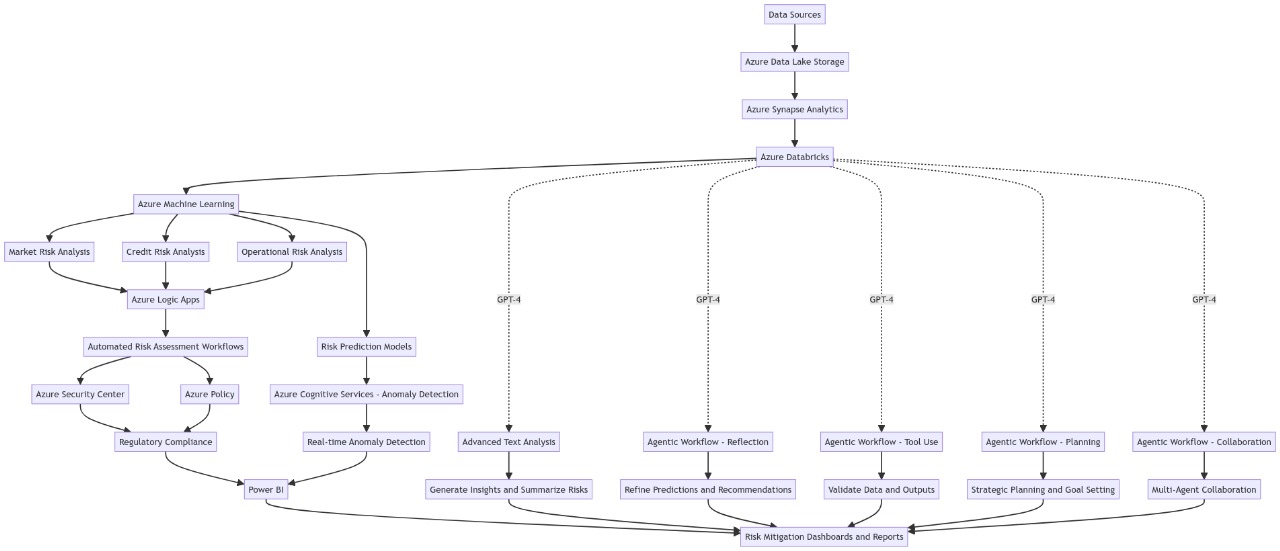 Data Sources
Azure Data Lake Storage
Azure Synapse Analytics
Azure Databricks
Azure Machine Learning
Market Risk Analysis
Credit Risk Analysis
Operational Risk Analysis
Azure Logic Apps
GPT-4
GPT-4
GPT-4
GPT-4
GPT-4
Automated Risk Assessment Workflows
Risk Prediction Models
Azure Security Center
Azure Policy
Azure Cognitive Services - Anomaly Detection
Regulatory Compliance
Real-time Anomaly Detection
Advanced Text Analysis
Agentic Workflow - Reflection
Agentic Workflow - Tool Use
Agentic Workflow - Planning
Agentic Workflow - Collaboration
Power BI
Generate Insights and Summarize Risks
Refine Predictions and Recommendations
Validate Data and Outputs
Strategic Planning and Goal Setting
Multi-Agent Collaboration
Risk Mitigation Dashboards and Reports